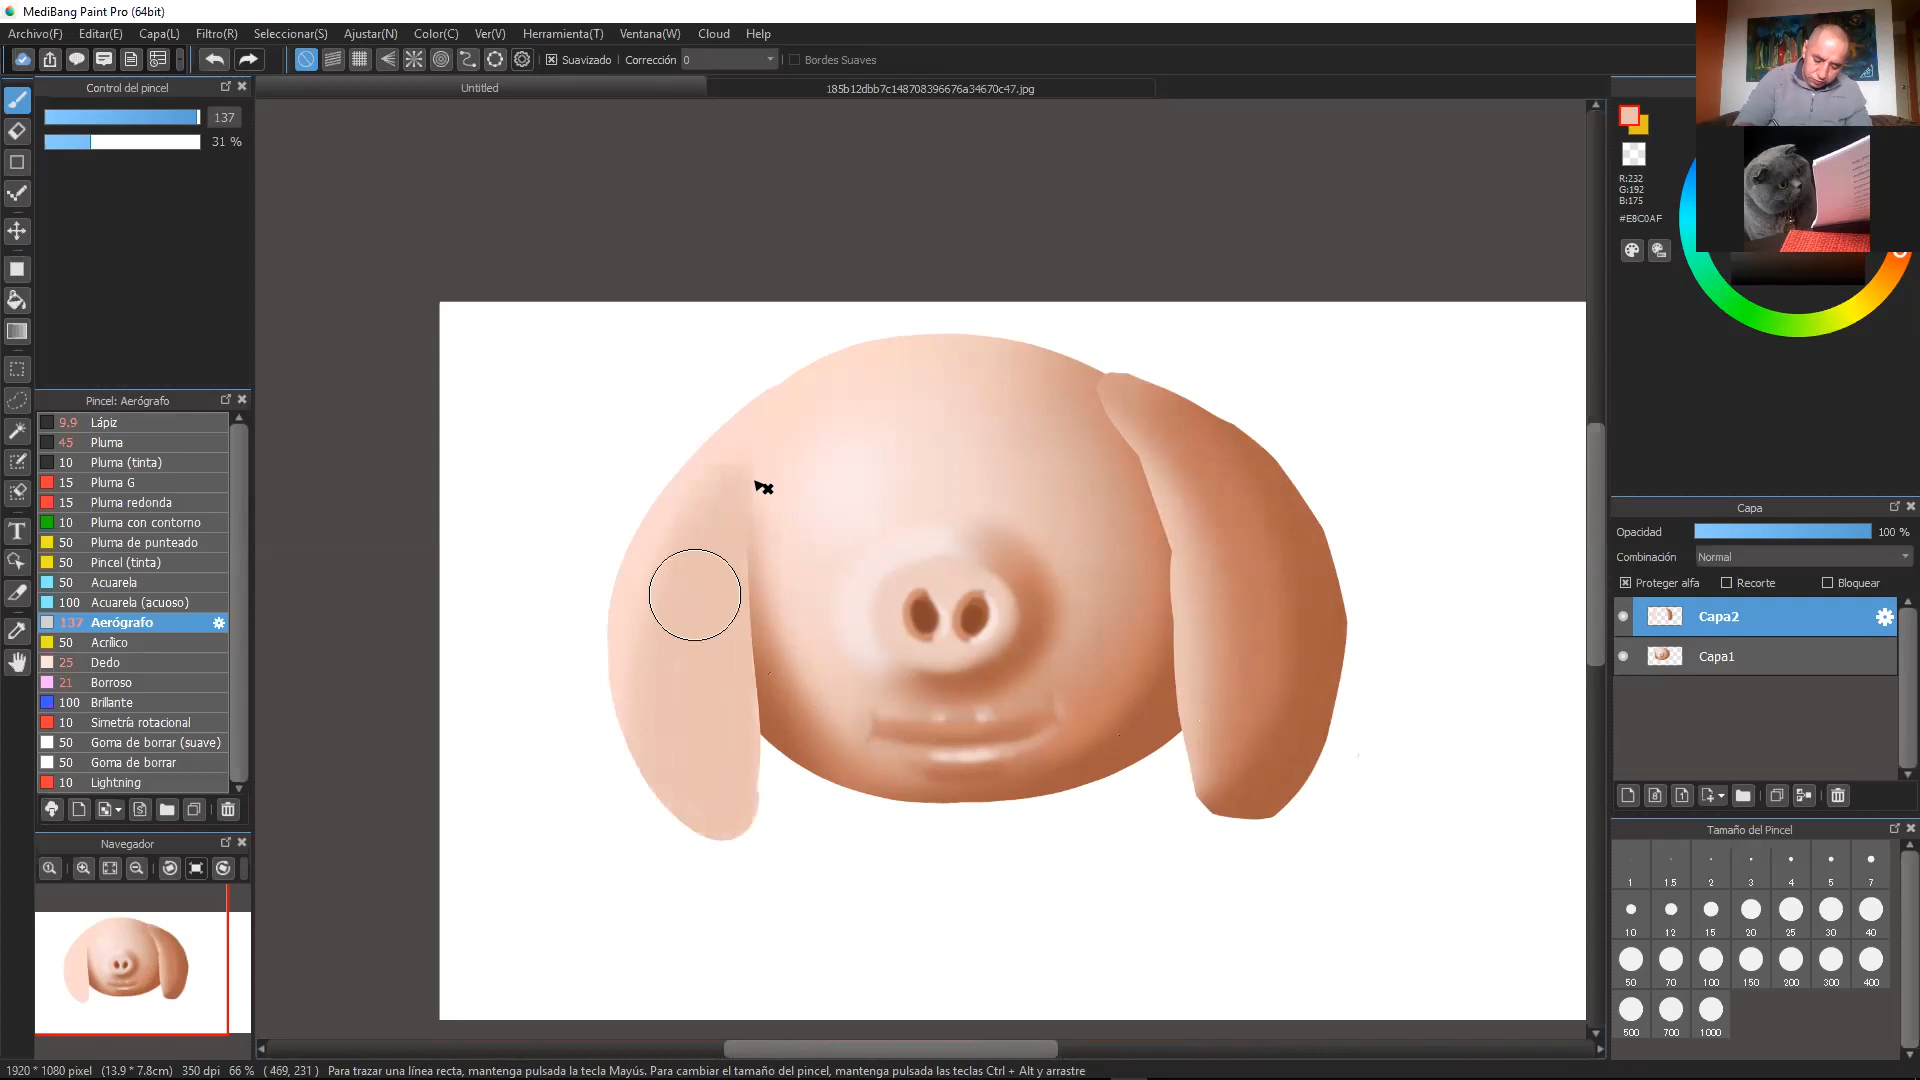 MediBang Paint Pro (64bit)
Archivo(F) Editar(E) Capa(L) Filtro(R) Seleccionar(S) Ajustar(N) Color(C) Ver(V) Herramienta(T) Ventana(W) Cloud Help
Suavizado Corrección 0 Bordes Suaves
Control del pincel
Untitled
185b12dbb7c148708396676a34670c47.jpg
137
31 %
R:232
G:192
B:175
#E8C0AF
Pincel: Aerógrafo
9.9 Lápiz
45 Pluma
10 Pluma (tinta)
15 Pluma G
15 Pluma redonda
10 Pluma con contorno
50 Pluma de punteado
50 Pincel (tinta)
50 Acuarela
100 Acuarela (acuoso)
137 Aerógrafo
50 Acrílico
25 Dedo
21 Borroso
100 Brillante
10 Simetría rotacional
50 Goma de borrar (suave)
50 Goma de borrar
10 Lightning
Capa
Opacidad 100 %
Combinación Normal
Proteger alfa Recorte Bloquear
Capa2
Capa1
Navegador
Tamaño del Pincel
1 1.5 2 3 4 5 7
10 12 15 20 25 30 40
50 70 100 150 200 300 400
500 700 1000
1920 * 1080 pixel (13.9 * 7.8cm) 350 dpi 66 % ( 469, 231 ) Para trazar una línea recta, mantenga pulsada la tecla Mayús. Para cambiar el tamaño del pincel, mantenga pulsada las teclas Ctrl + Alt y arrastre